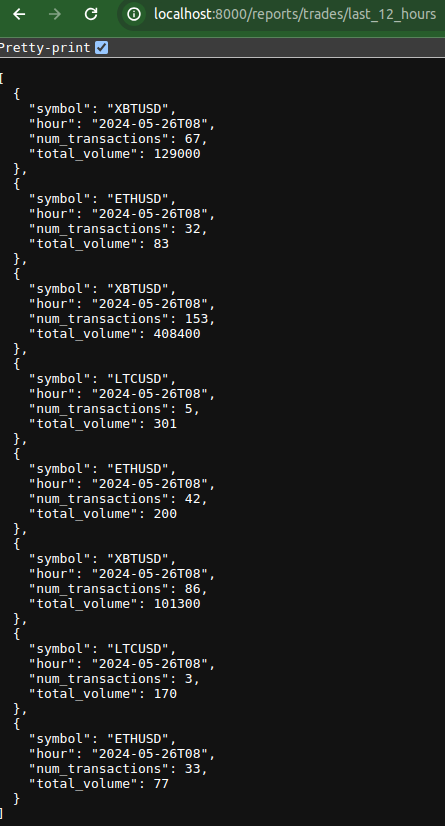 localhost:8000/reports/trades/last_12_hours
Pretty-print
[
  {
    "symbol": "XBTUSD",
    "hour": "2024-05-26T08",
    "num_transactions": 67,
    "total_volume": 129000
  },
  {
    "symbol": "ETHUSD",
    "hour": "2024-05-26T08",
    "num_transactions": 32,
    "total_volume": 83
  },
  {
    "symbol": "XBTUSD",
    "hour": "2024-05-26T08",
    "num_transactions": 153,
    "total_volume": 408400
  },
  {
    "symbol": "LTCUSD",
    "hour": "2024-05-26T08",
    "num_transactions": 5,
    "total_volume": 301
  },
  {
    "symbol": "ETHUSD",
    "hour": "2024-05-26T08",
    "num_transactions": 42,
    "total_volume": 200
  },
  {
    "symbol": "XBTUSD",
    "hour": "2024-05-26T08",
    "num_transactions": 86,
    "total_volume": 101300
  },
  {
    "symbol": "LTCUSD",
    "hour": "2024-05-26T08",
    "num_transactions": 3,
    "total_volume": 170
  },
  {
    "symbol": "ETHUSD",
    "hour": "2024-05-26T08",
    "num_transactions": 33,
    "total_volume": 77
  }
]